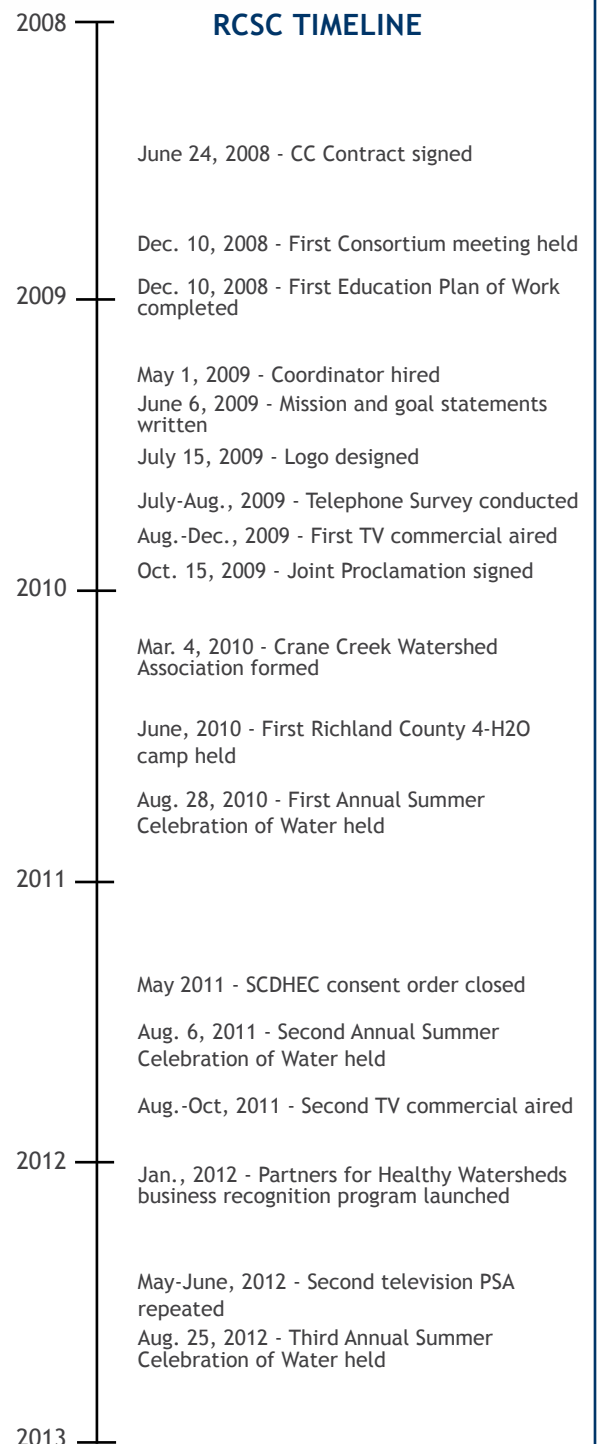 2008
RCSC TIMELINE
June 24, 2008 - CC Contract signed
Dec. 10, 2008 - First Consortium meeting held
2009
Dec. 10, 2008 - First Education Plan of Work
completed
May 1, 2009 - Coordinator hired
June 6, 2009 - Mission and goal statements
written
July 15, 2009 - Logo designed
July-Aug., 2009 - Telephone Survey conducted
Aug.-Dec., 2009 - First TV commercial aired
Oct. 15, 2009 - Joint Proclamation signed
2010
Mar. 4, 2010 - Crane Creek Watershed
Association formed
June, 2010 - First Richland County 4-H2O
camp held
Aug. 28, 2010 - First Annual Summer
Celebration of Water held
2011
May 2011 - SCDHEC consent order closed
Aug. 6, 2011 - Second Annual Summer
Celebration of Water held
Aug.-Oct, 2011 - Second TV commercial aired
2012
Jan., 2012 - Partners for Healthy Watersheds
business recognition program launched
May-June, 2012 - Second television PSA
repeated
Aug. 25, 2012 - Third Annual Summer
Celebration of Water held
2013